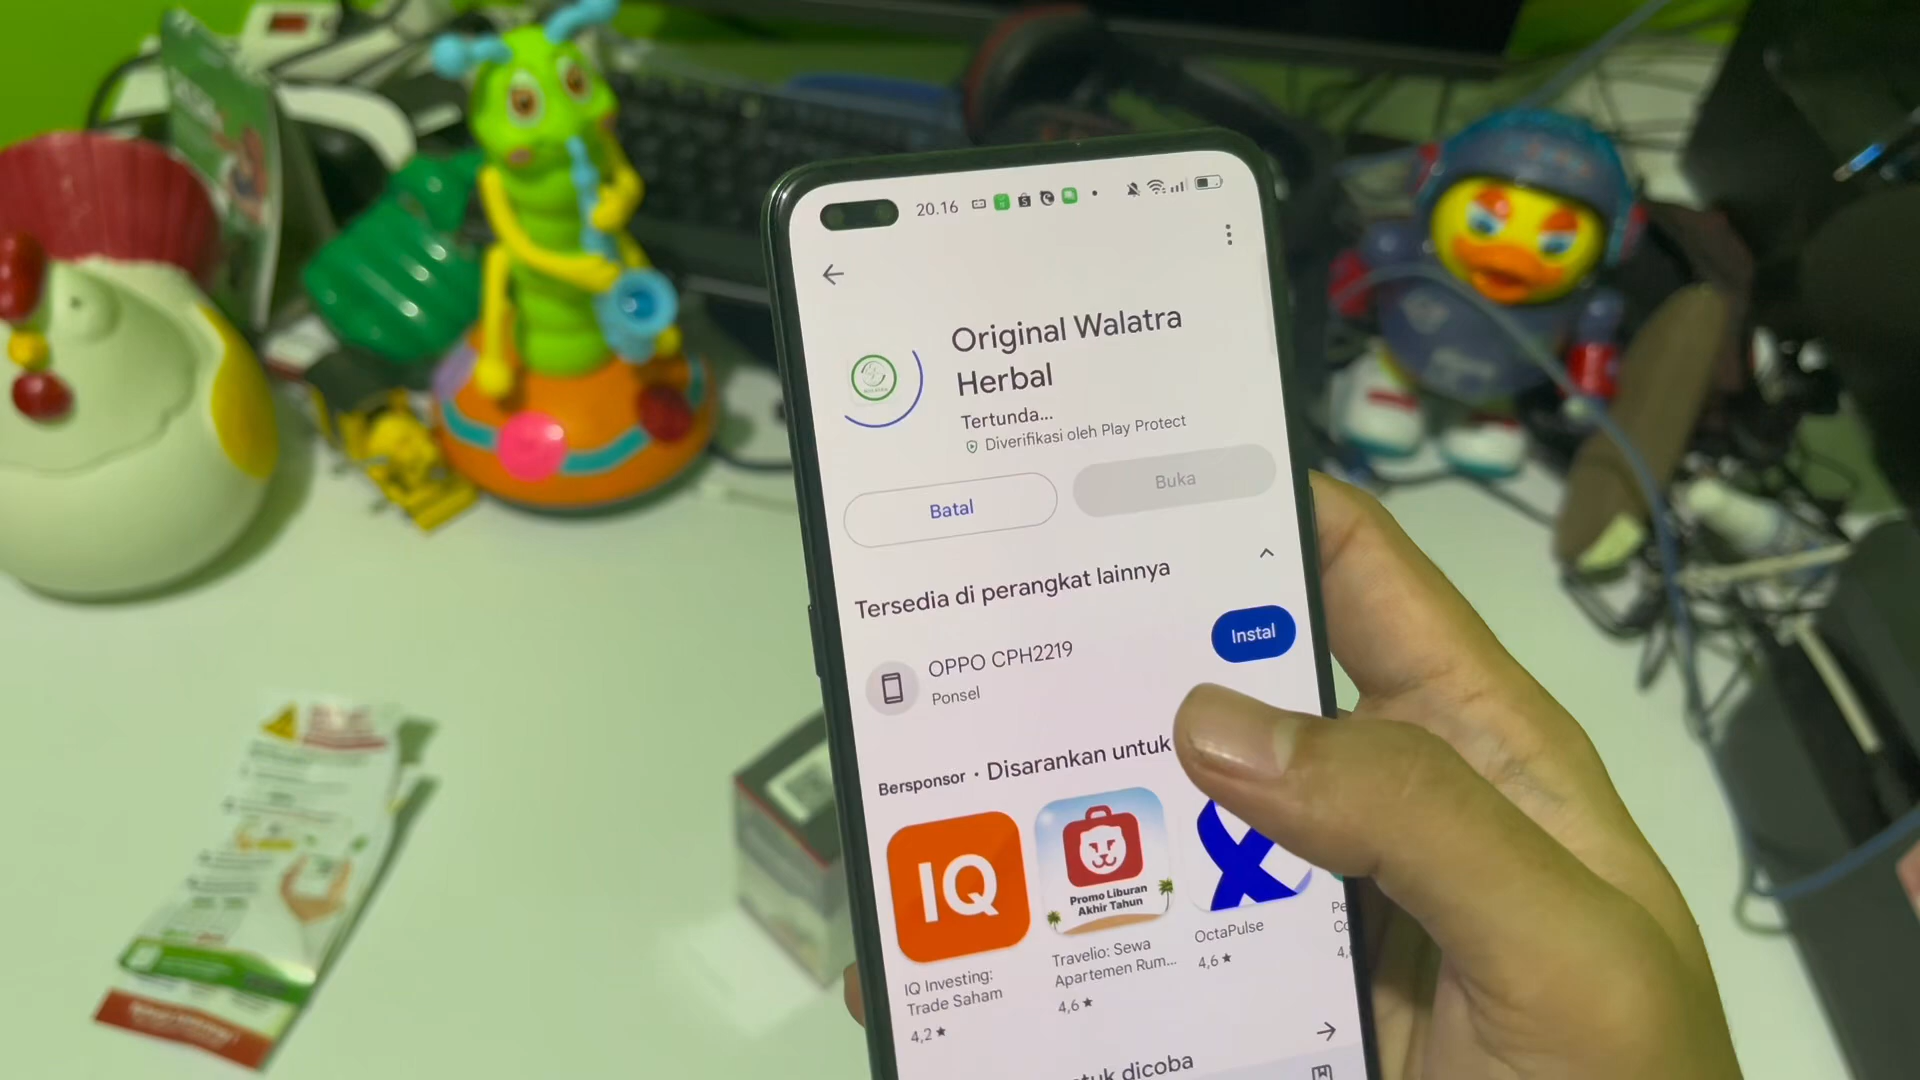 20.16
Original Walatra
Herbal
Tertunda...
Diverifikasi oleh Play Protect
Batal
Buka
Tersedia di perangkat lainnya
OPPO CPH2219
Ponsel
Instal
Bersponsor · Disarankan untuk
IQ
Promo Liburan
Akhir Tahun
IQ Investing:
Trade Saham
4,2 ★
Travelio: Sewa
Apartemen Rum...
4,6 ★
OctaPulse
4,6 ★
Pe
4,
dicoba